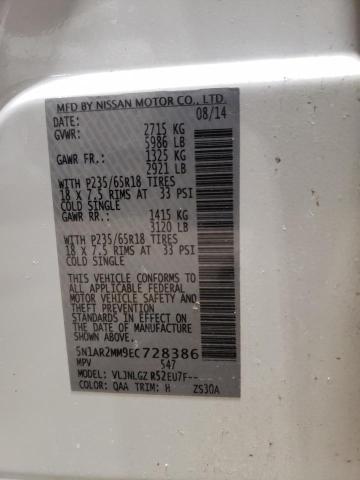 MFD BY NISSAN MOTOR CO., LTD.
DATE: 08/14
GVWR: 2715 KG
5986 LB
GAWR FR.: 1325 KG
2921 LB
WITH P235/65R18 TIRES
18 X 7.5 RIMS AT 33 PSI
COLD SINGLE
GAWR RR.: 1415 KG
3120 LB
WITH P235/65R18 TIRES
18 X 7.5 RIMS AT 33 PSI
COLD SINGLE
THIS VEHICLE CONFORMS TO
ALL APPLICABLE FEDERAL
MOTOR VEHICLE SAFETY
AND THEFT PREVENTION
STANDARDS IN EFFECT ON
THE DATE OF MANUFACTURE
SHOWN ABOVE.
5N1AR2MM9EC728386
MPV 547
MODEL: VLJNLGZ R52EU7F--
COLOR: QAA TRIM: H ZS30A